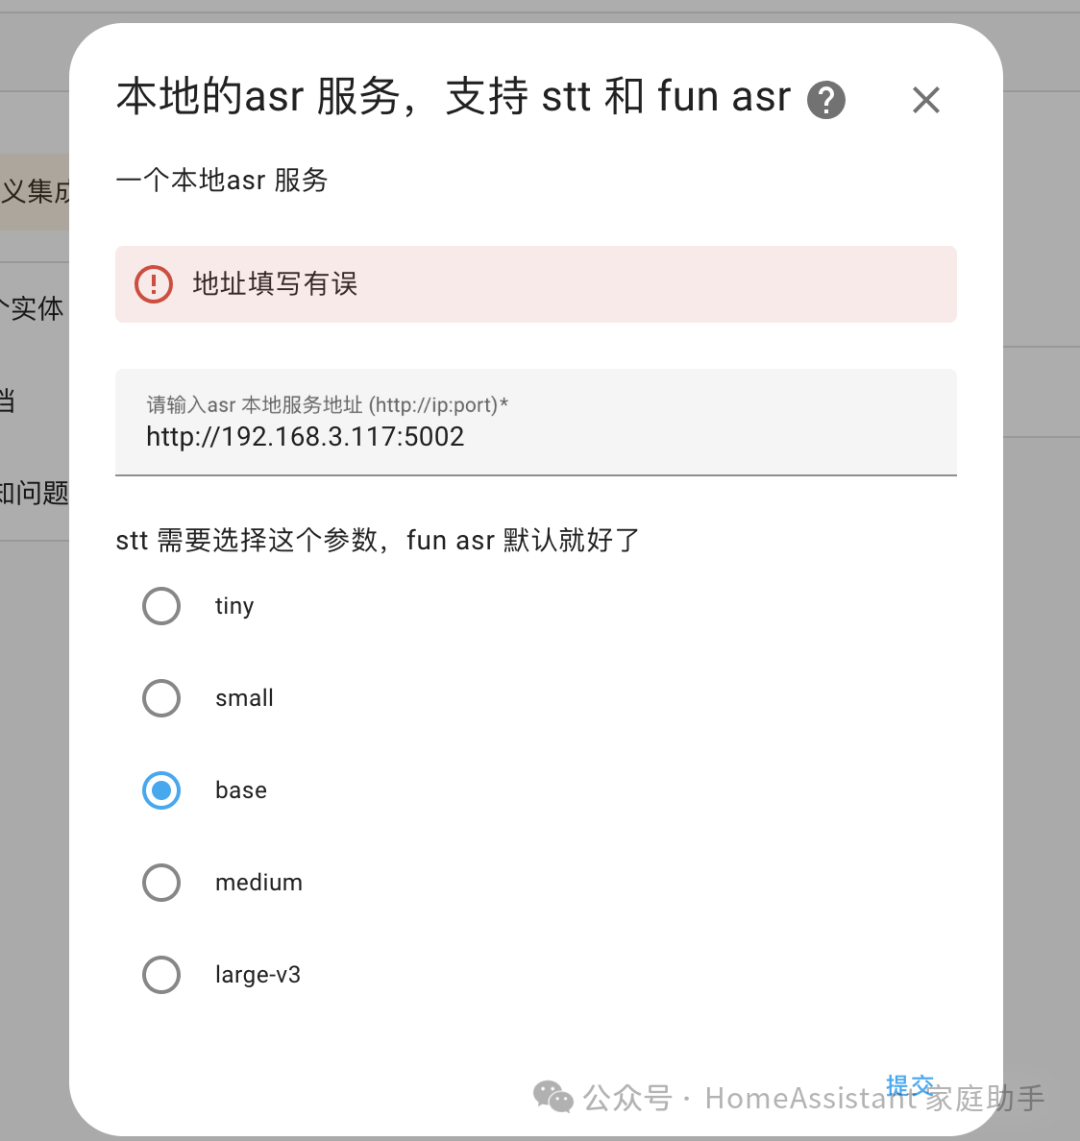 本地的asr 服务，支持 stt 和 fun asr
一个本地asr 服务
义集成
地址填写有误
个实体
请输入asr 本地服务地址 (http://ip:port)*
http://192.168.3.117:5002
档
知问题
stt 需要选择这个参数，fun asr 默认就好了
tiny
small
base
medium
large-v3
提交
公众号 · HomeAssistant 家庭助手